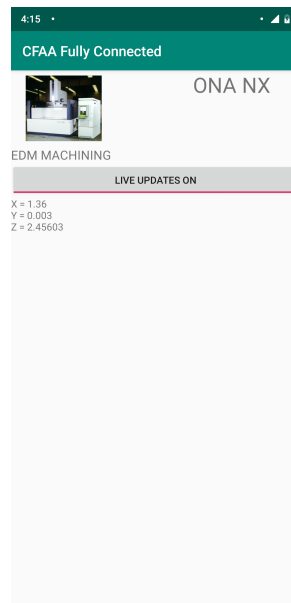 4:15
CFAA Fully Connected
ONA NX
EDM MACHINING
LIVE UPDATES ON
X = 1.36
Y = 0.003
Z = 2.45603